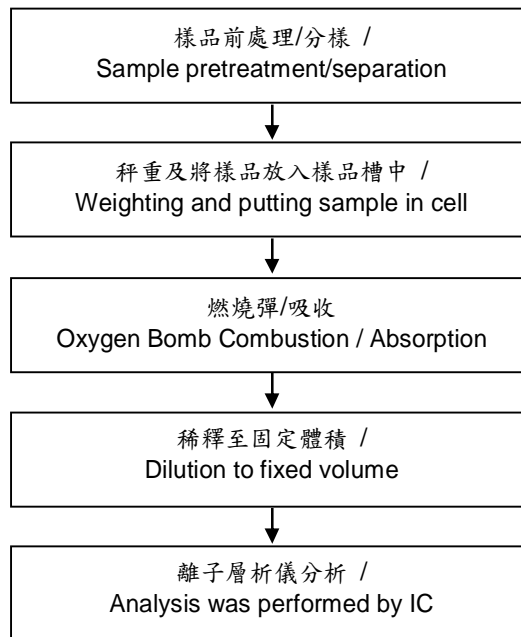 樣品前處理/分樣 /
Sample pretreatment/separation
秤重及將樣品放入樣品槽中 /
Weighting and putting sample in cell
燃燒彈/吸收
Oxygen Bomb Combustion / Absorption
稀釋至固定體積 /
Dilution to fixed volume
離子層析儀分析 /
Analysis was performed by IC